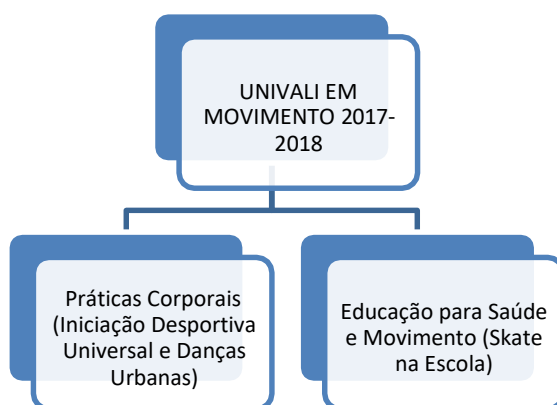 UNIVALI EM
MOVIMENTO 2017-
2018
Práticas Corporais
(Iniciação Desportiva
Universal e Danças
Urbanas)
Educação para Saúde
e Movimento (Skate
na Escola)